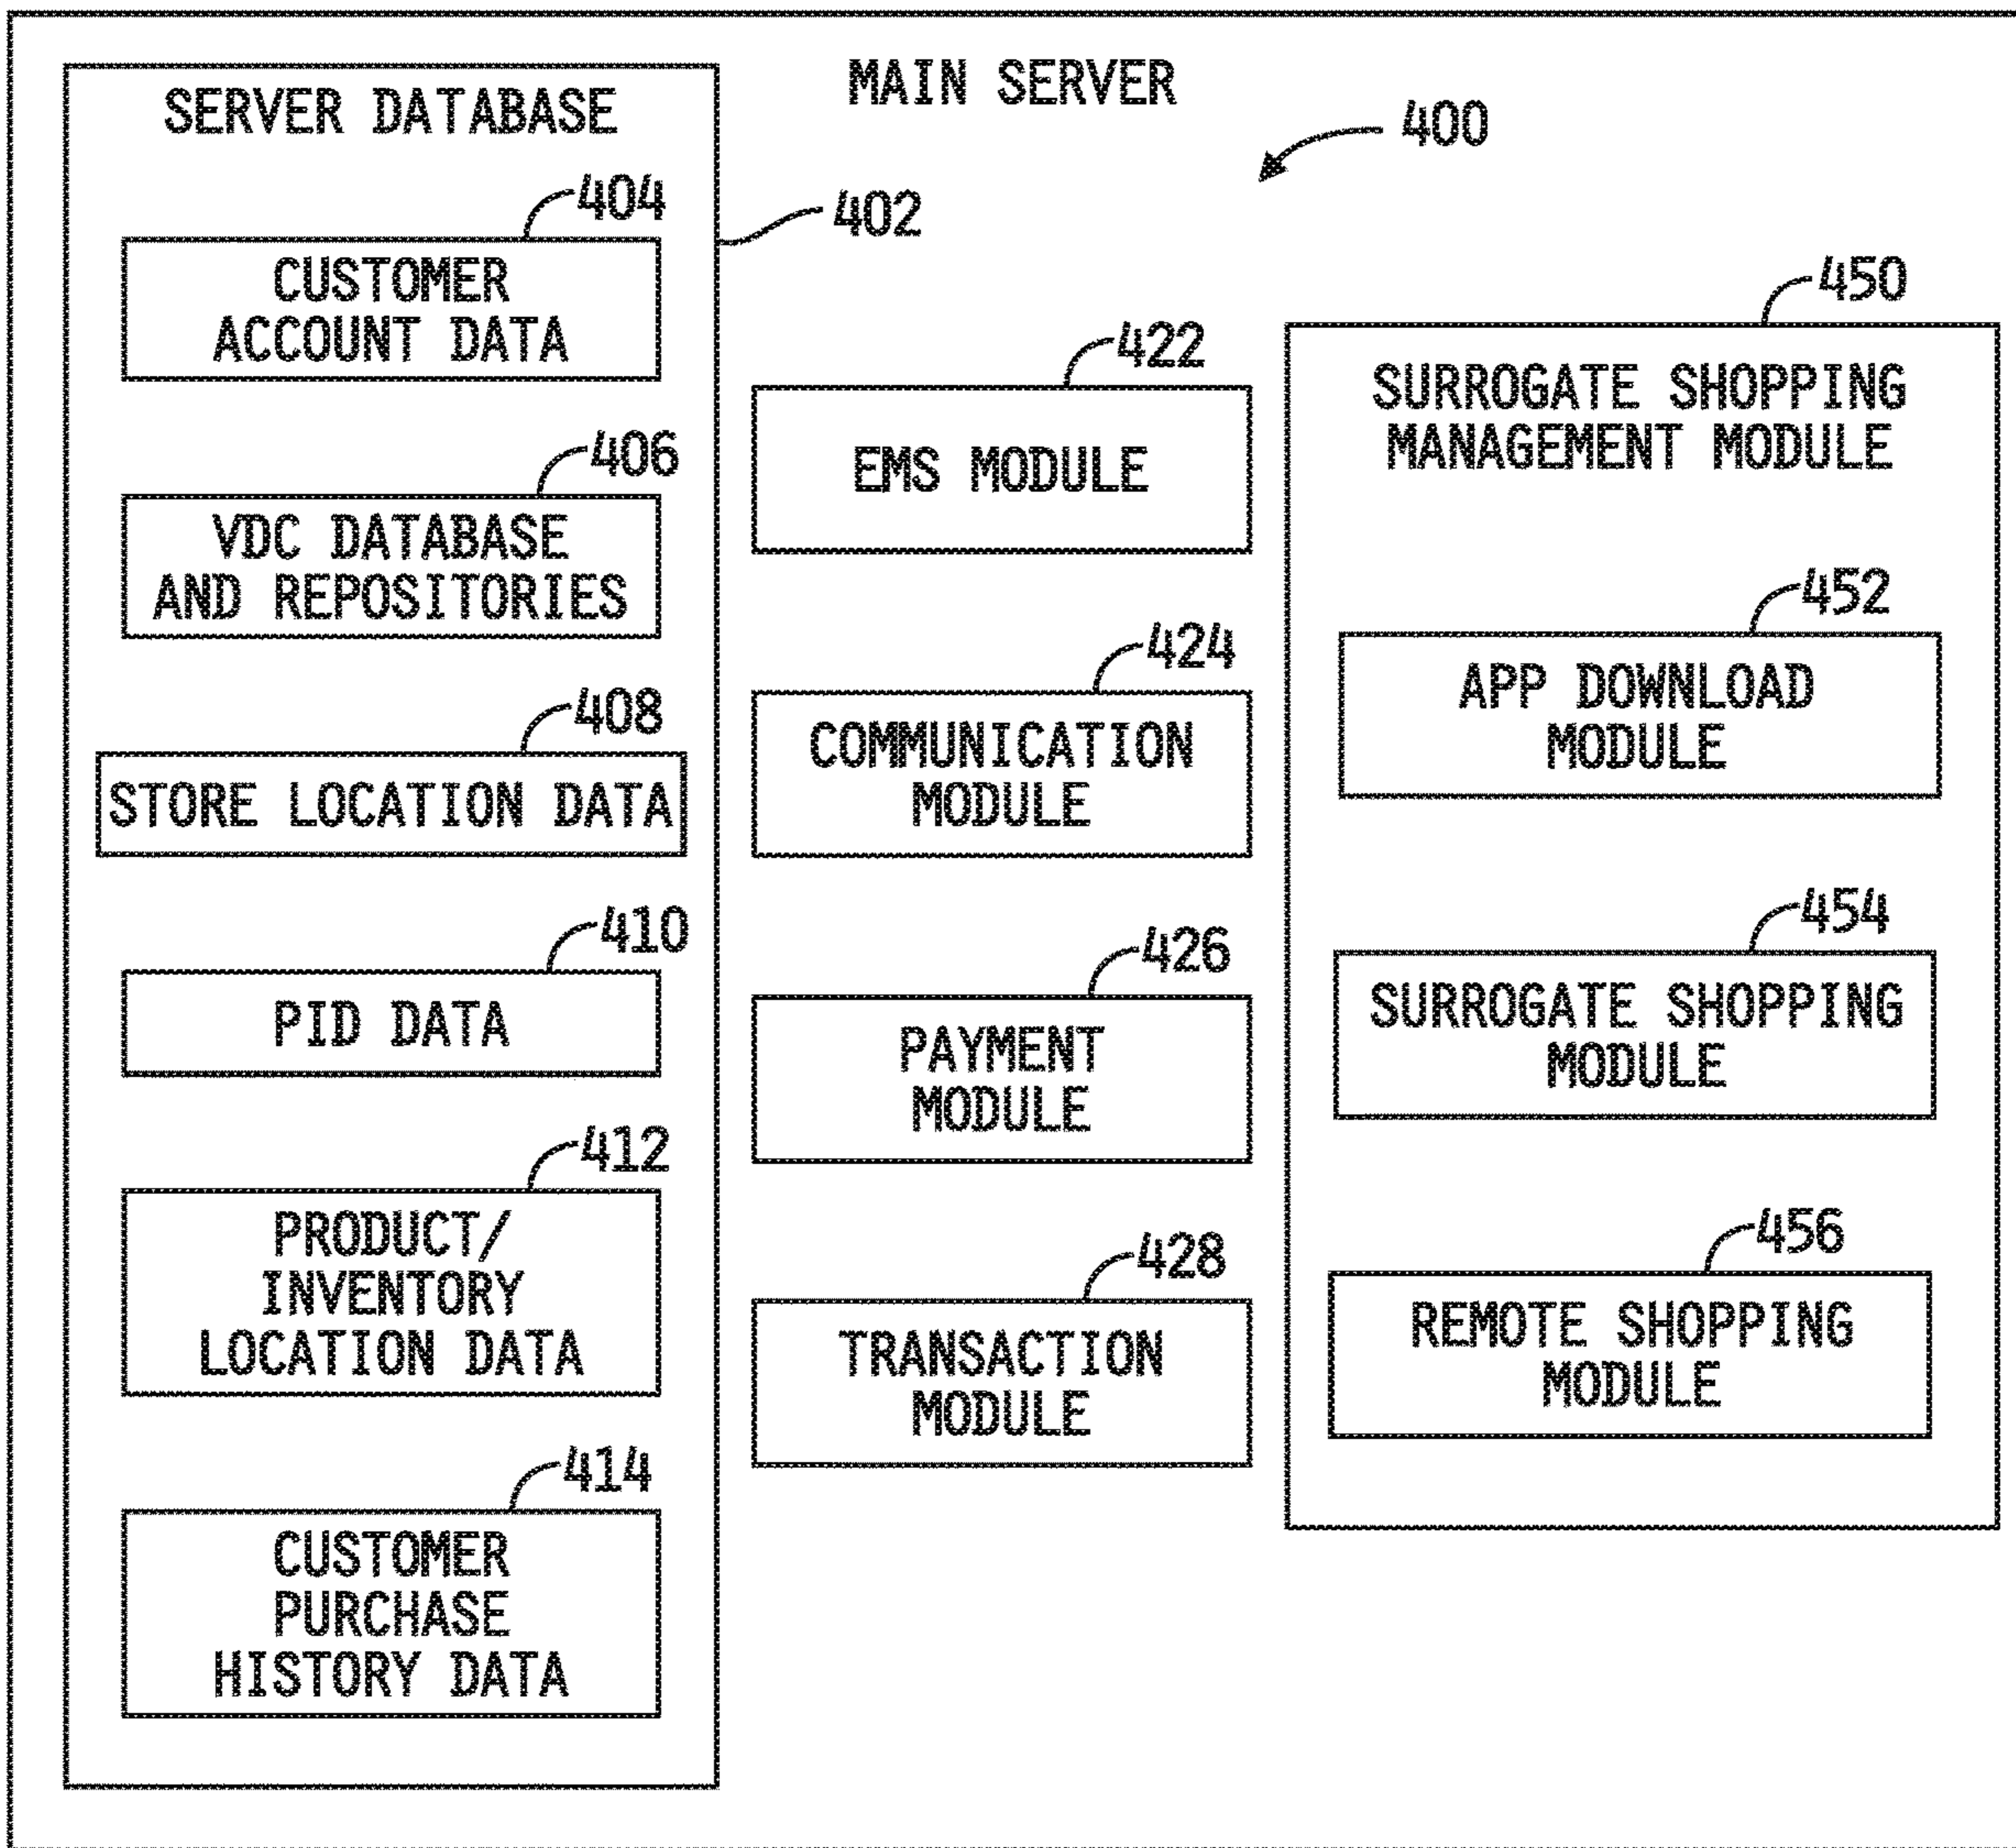 MAIN SERVER
400
SERVER DATABASE
402
404
CUSTOMER
ACCOUNT DATA
406
VDC DATABASE
AND REPOSITORIES
408
STORE LOCATION DATA
410
PID DATA
412
PRODUCT/
INVENTORY
LOCATION DATA
414
CUSTOMER
PURCHASE
HISTORY DATA
422
EMS MODULE
424
COMMUNICATION
MODULE
426
PAYMENT
MODULE
428
TRANSACTION
MODULE
450
SURROGATE SHOPPING
MANAGEMENT MODULE
452
APP DOWNLOAD
MODULE
454
SURROGATE SHOPPING
MODULE
456
REMOTE SHOPPING
MODULE